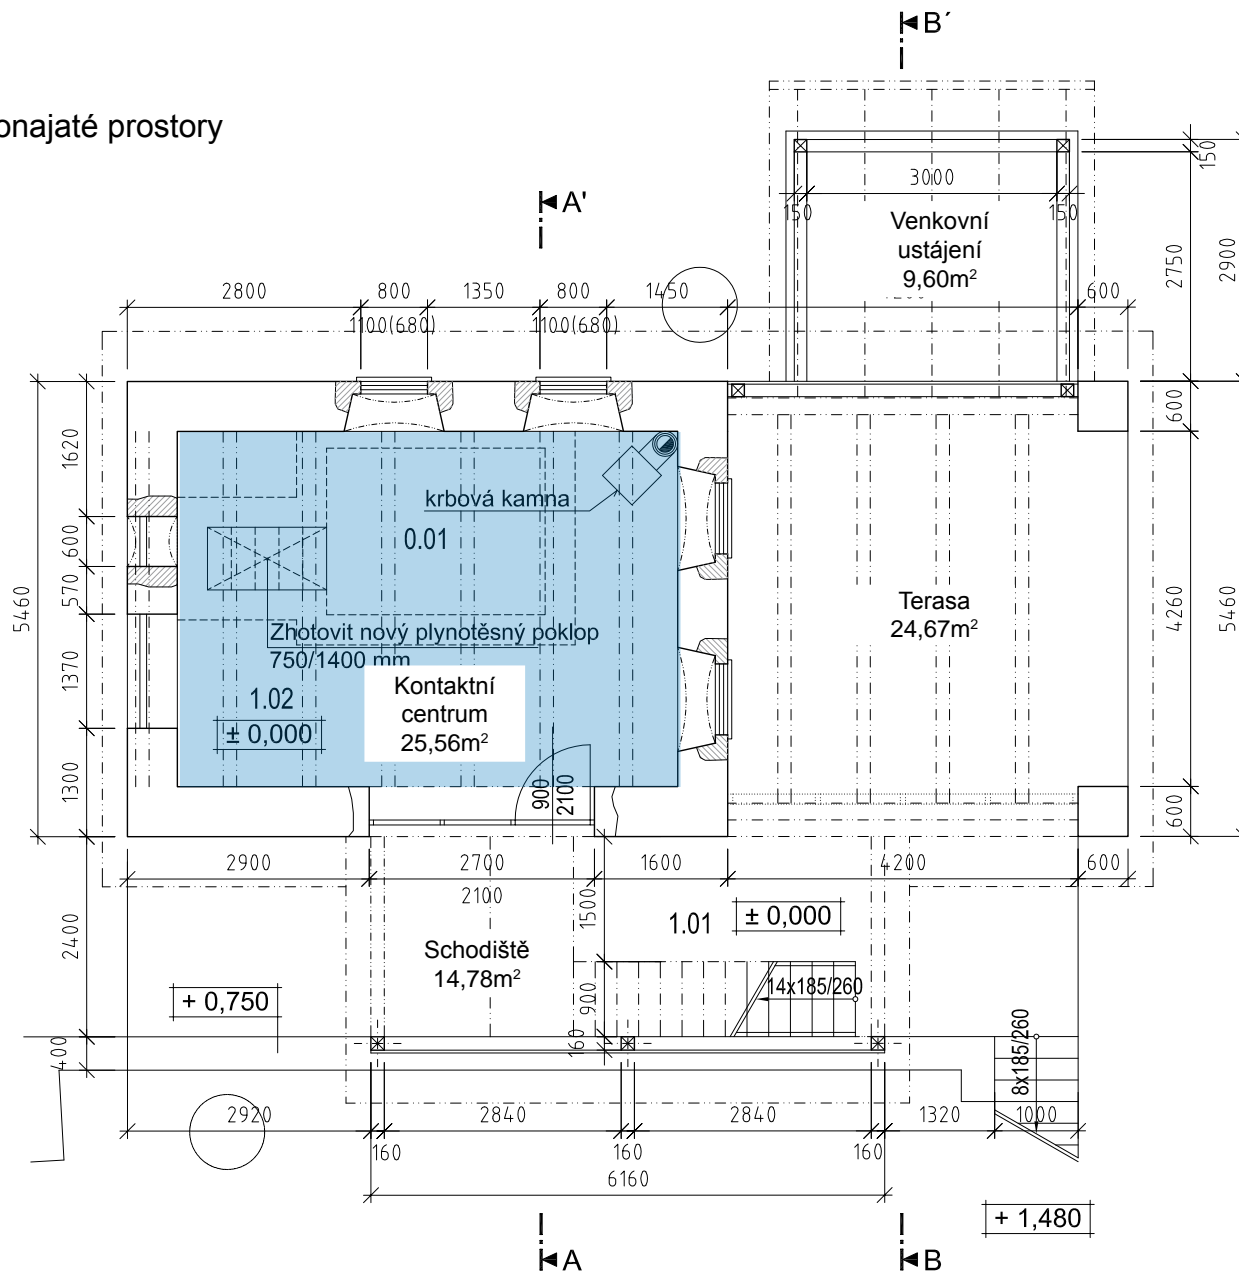 B´
onajaté prostory
A'
150
3000
150
150
Venkovní
ustájení
9,60m²
2750
2900
2800
800
1350
800
1450
600
1100(680)
1100(680)
1620
600
570
1370
1300
5460
krbová kamna
0.01
Zhotovit nový plynotěsný poklop
750/1400 mm
1.02
± 0,000
Kontaktní
centrum
25,56m²
900
2100
Terasa
24,67m²
600
4260
5460
600
2900
2700
1600
4200
600
2100
1500
1.01
± 0,000
2400
Schodiště
14,78m²
900
14x185/260
+ 0,750
160
400
8x185/260
2920
2840
2840
1320
1000
160
160
160
6160
+ 1,480
A
B